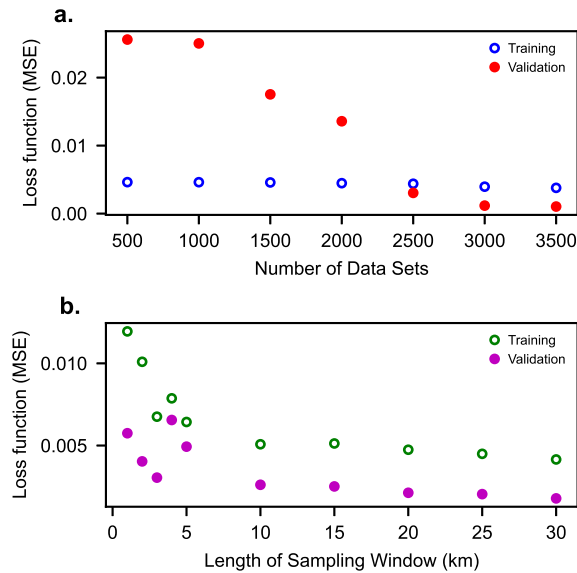 a.
Loss function (MSE)
0.02
0.01
0.00
Training
Validation
500 1000 1500 2000 2500 3000 3500
Number of Data Sets
b.
Loss function (MSE)
0.010
0.005
Training
Validation
0 5 10 15 20 25 30
Length of Sampling Window (km)